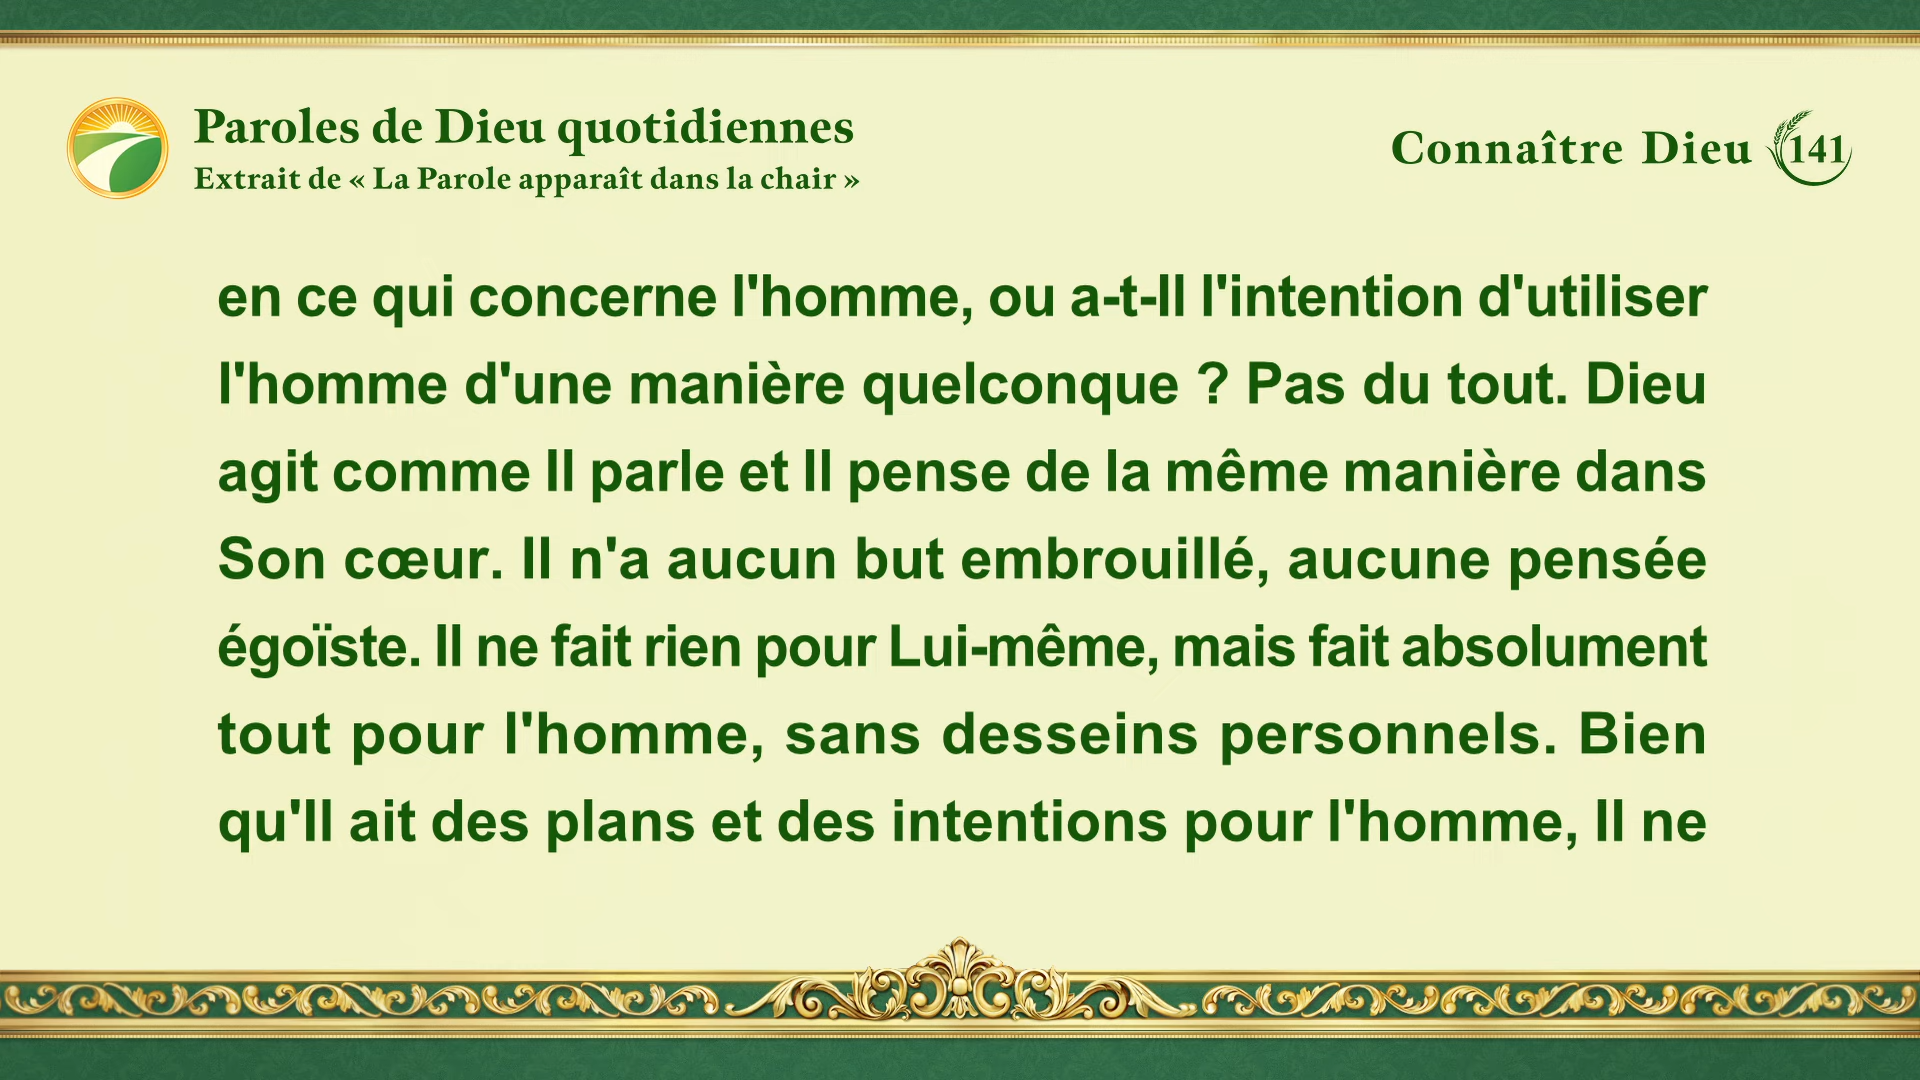 Paroles de Dieu quotidiennes
Extrait de « La Parole apparaît dans la chair »
Connaître Dieu 141
en ce qui concerne l'homme, ou a-t-Il l'intention d'utiliser
l'homme d'une manière quelconque ? Pas du tout. Dieu
agit comme Il parle et Il pense de la même manière dans
Son cœur. Il n'a aucun but embrouillé, aucune pensée
égoïste. Il ne fait rien pour Lui-même, mais fait absolument
tout pour l'homme, sans desseins personnels. Bien
qu'Il ait des plans et des intentions pour l'homme, Il ne